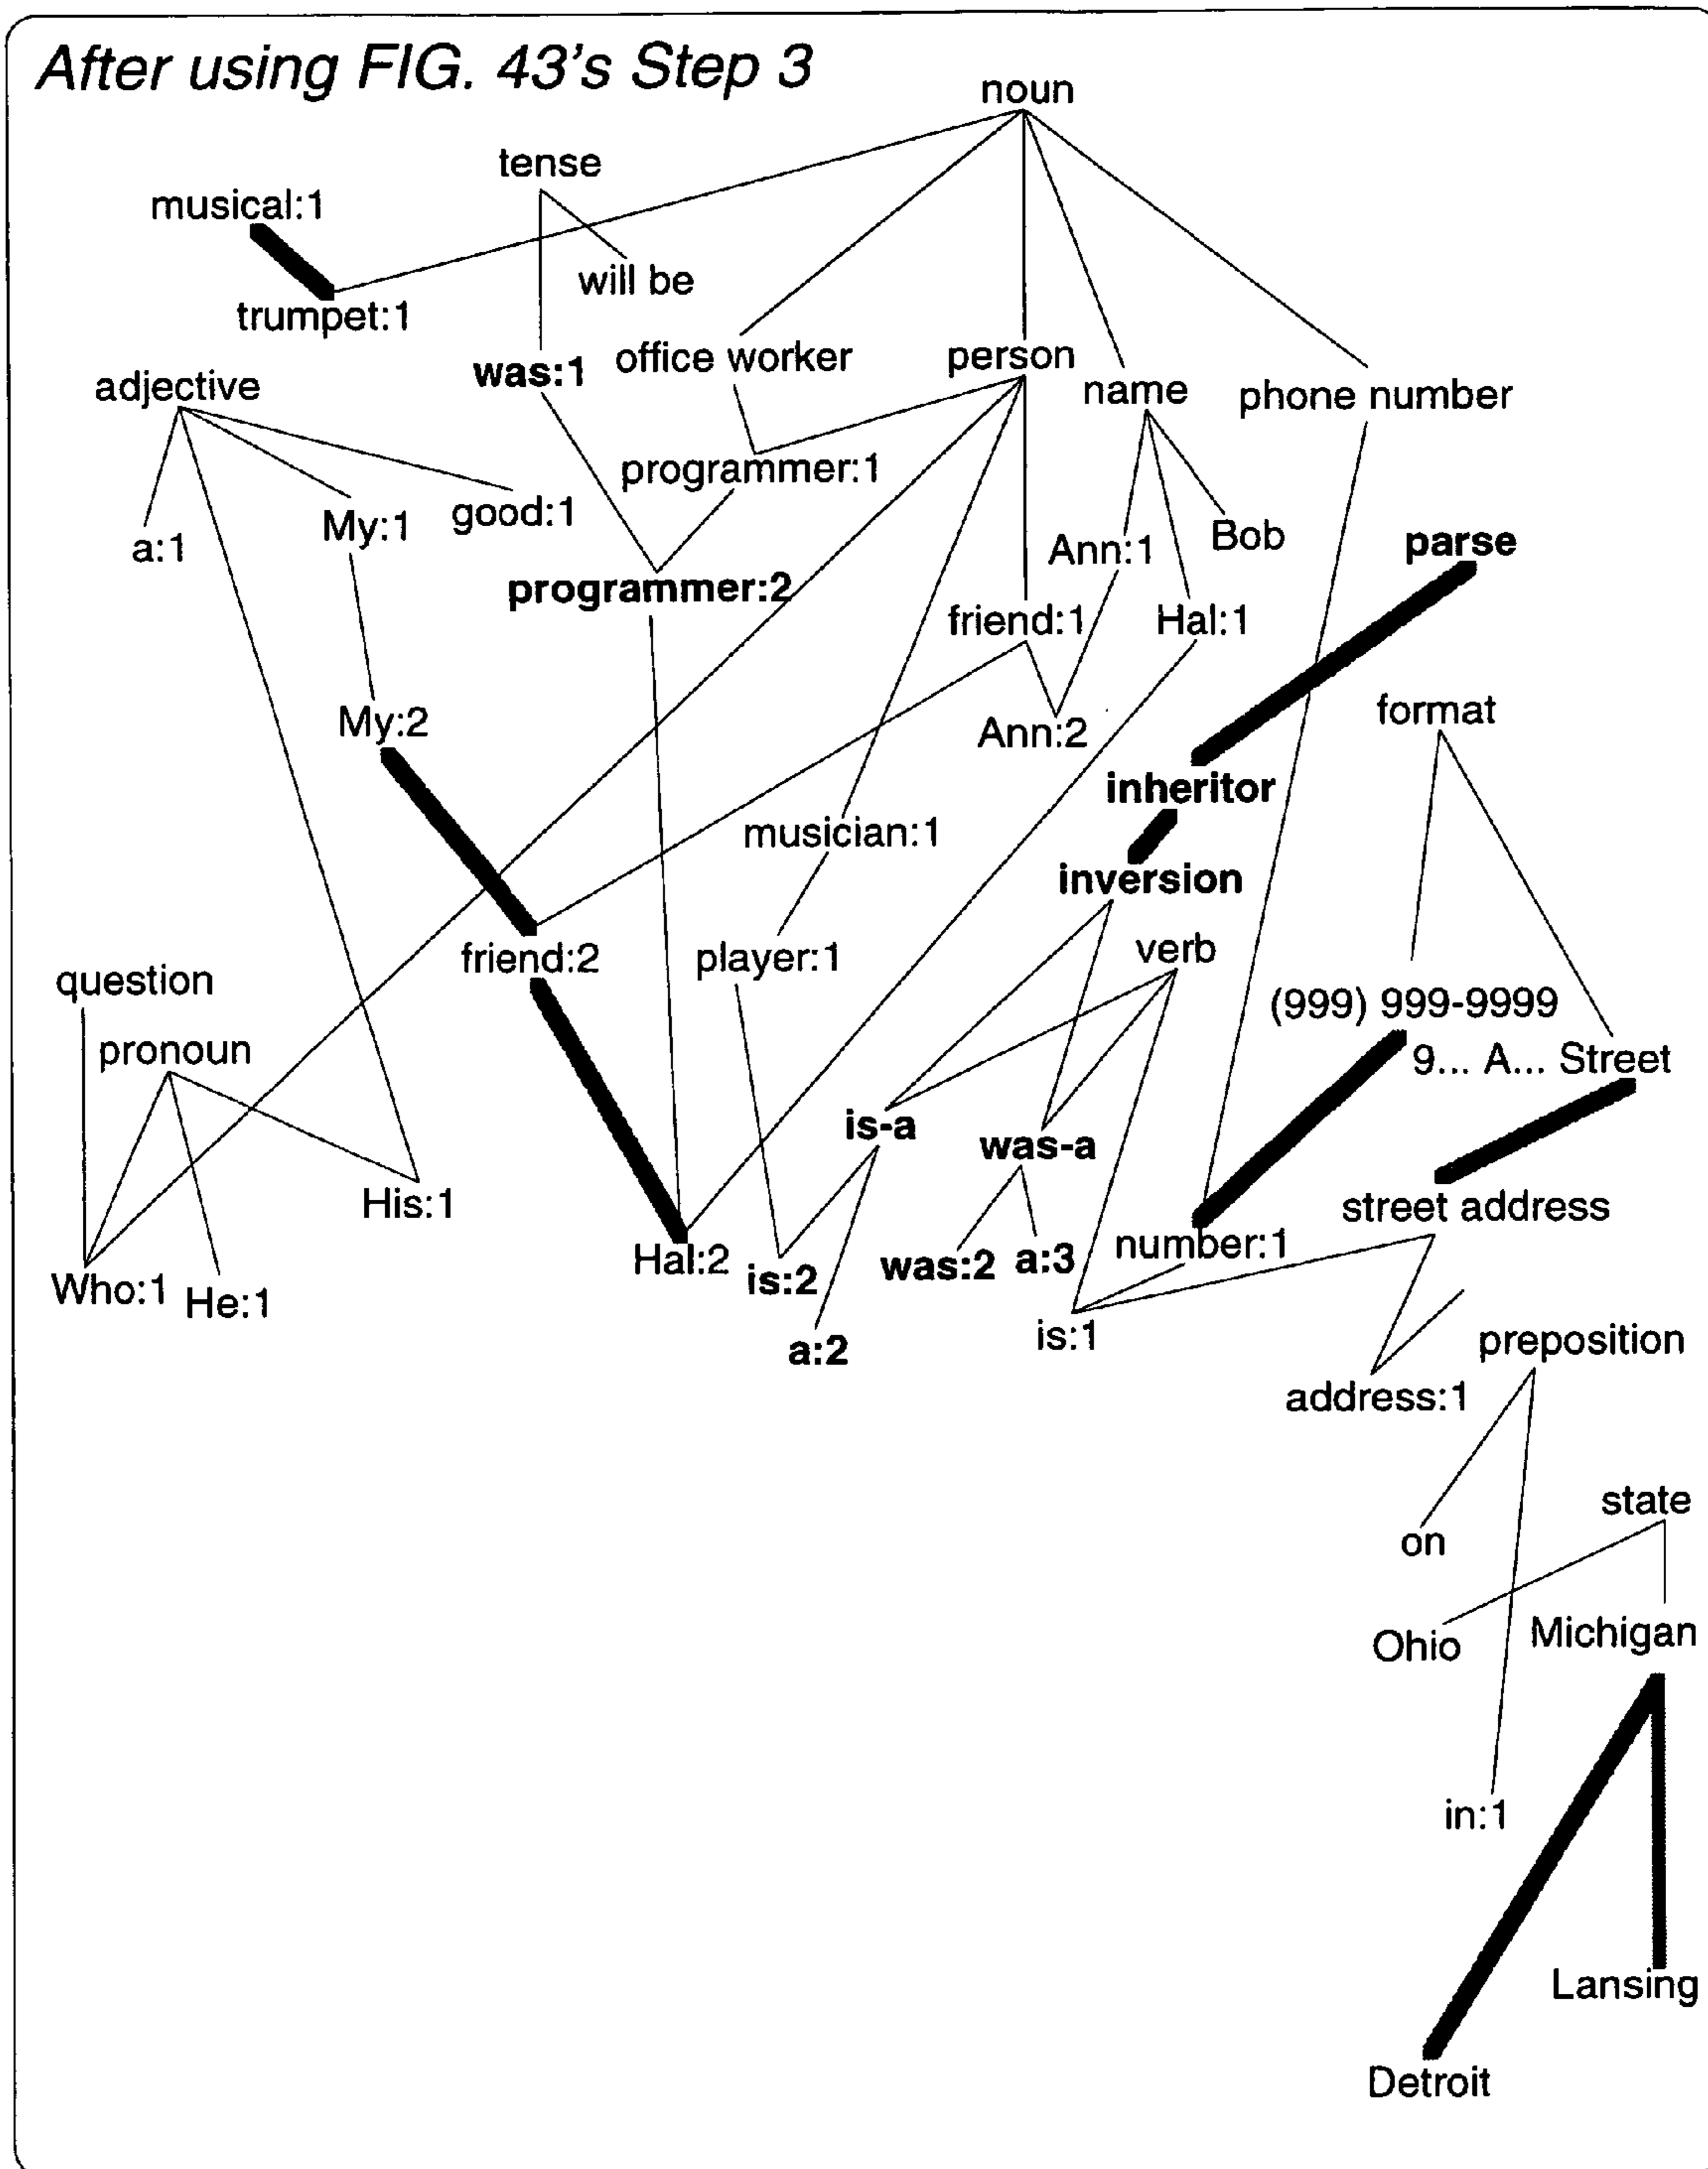 After using FIG. 43's Step 3
noun
tense
musical:1
will be
trumpet:1
was:1
office worker
person
adjective
name
phone number
programmer:1
My:1
good:1
a:1
Ann:1
Bob
parse
programmer:2
friend:1
Hal:1
My:2
Ann:2
format
inheritor
musician:1
inversion
friend:2
player:1
verb
question
(999) 999-9999
pronoun
9... A... Street
is-a
was-a
His:1
street address
number:1
Hal:2
is:2
was:2
a:3
Who:1
He:1
a:2
is:1
preposition
address:1
state
on
Ohio
Michigan
in:1
Lansing
Detroit